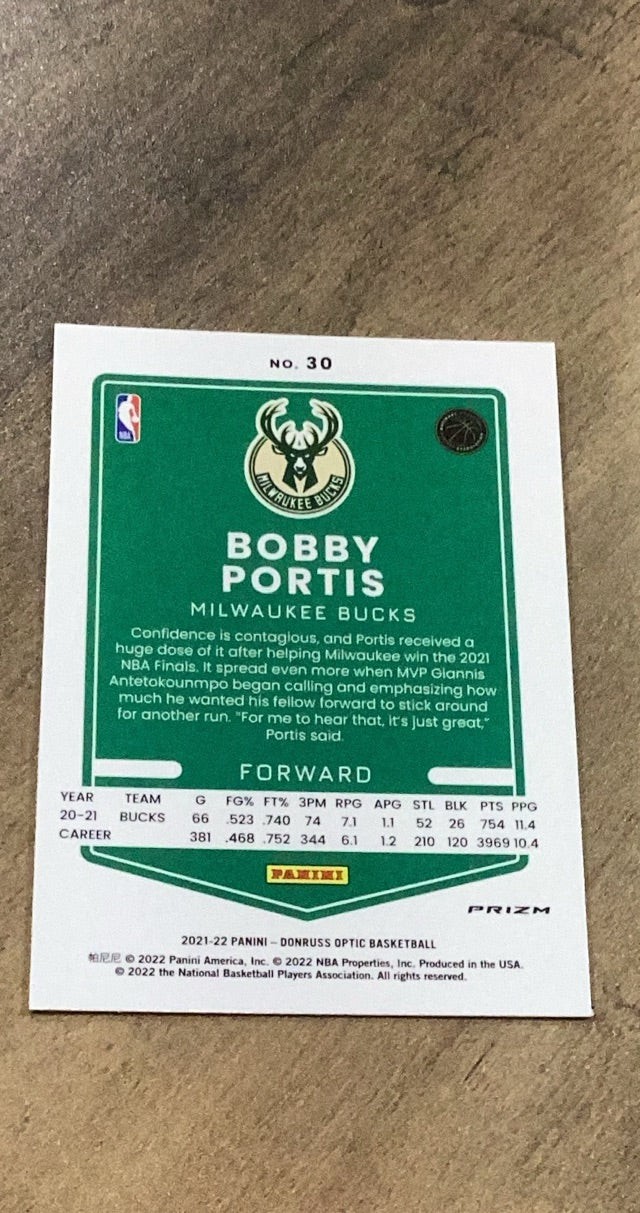 NO. 30
NBA
MILWAUKEE BUCKS
BOBBY
PORTIS
MILWAUKEE BUCKS
Confidence is contagious, and Portis received a
huge dose of it after helping Milwaukee win the 2021
NBA Finals. It spread even more when MVP Giannis
Antetokounmpo began calling and emphasizing how
much he wanted his fellow forward to stick around
for another run. "For me to hear that, it's just great,"
Portis said.
FORWARD
YEAR TEAM G FG% FT% 3PM RPG APG STL BLK PTS PPG
20-21 BUCKS 66 .523 .740 74 7.1 1.1 52 26 754 11.4
CAREER 381 .468 .752 344 6.1 1.2 210 120 3969 10.4
PANINI
PRIZM
2021-22 PANINI – DONRUSS OPTIC BASKETBALL
帕尼尼 © 2022 Panini America, Inc. © 2022 NBA Properties, Inc. Produced in the USA.
© 2022 the National Basketball Players Association. All rights reserved.